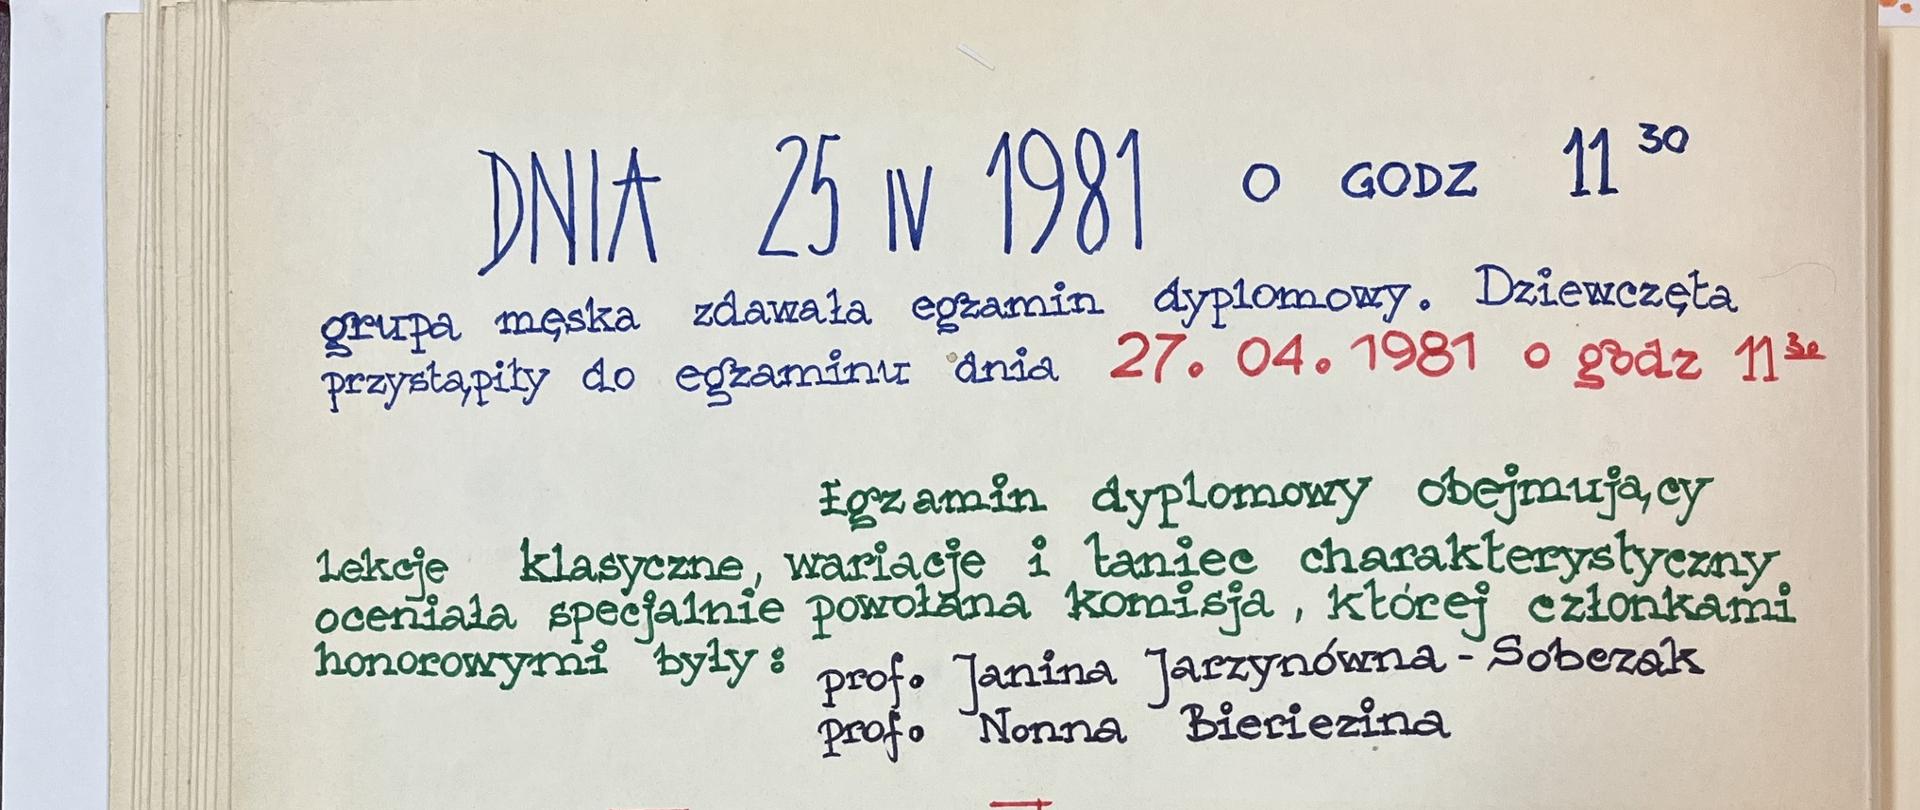 DNIA 25 IV 1981 O GODZ 11 30
grupa męska zdawała egzamin dyplomowy. Dziewczęta
przystąpiły do egzaminu dnia 27. 04. 1981 o godz 11 30
Egzamin dyplomowy obejmujący
lekcje klasyczne, wariacje i taniec charakterystyczny
oceniała specjalnie powołana komisja, której członkami
honorowymi były:
prof. Janina Jarzynówna - Sobczak
prof. Nonna Bieriezina